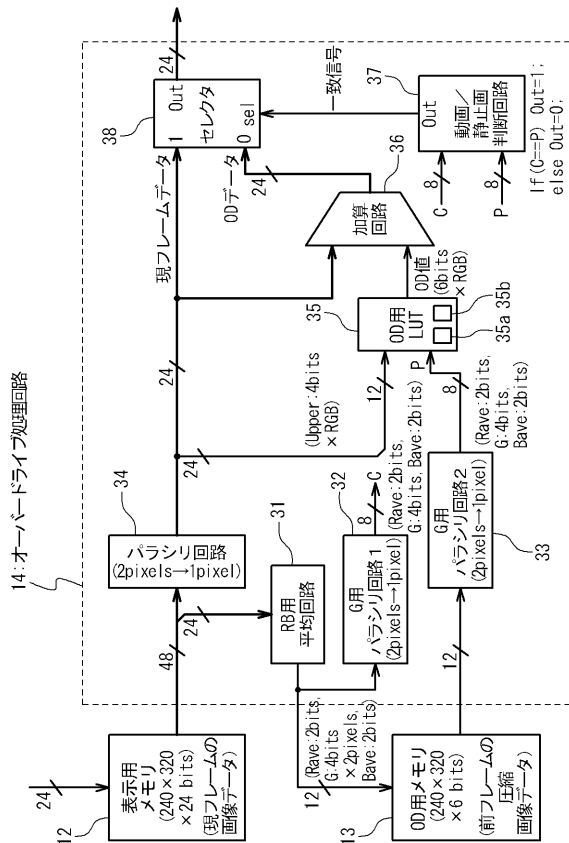 14:オーバードライブ処理回路
24
12
表示用
メモリ
(240×320
×24 bits)
(現フレームの
画像データ)
48
24
34
パラシリ回路
(2pixels→1pixel)
24
24
現フレームデータ
38
1 Out
セレクタ
0 sel
24
ODデータ
24
一致信号
31
RB用
平均回路
(Rave:2bits,
G:4bits
×2pixels,
Bave:2bits)
12
32
G用
パラシリ回路1
(2pixels→1pixel)
8
C
(Rave:2bits,
G:4bits, Bave:2bits)
(Upper:4bits
×RGB)
12
35
OD用
LUT
35a
35b
P
OD値
(6bits
×RGB)
36
加算
回路
37
Out
動画/
静止画
判断回路
8
C
8
P
If(C==P) Out=1;
else Out=0;
13
OD用メモリ
(240×320
×6 bits)
(前フレームの
圧縮
画像データ)
12
G用
パラシリ回路2
(2pixels→1pixel)
33
8
(Rave:2bits,
G:4bits,
Bave:2bits)